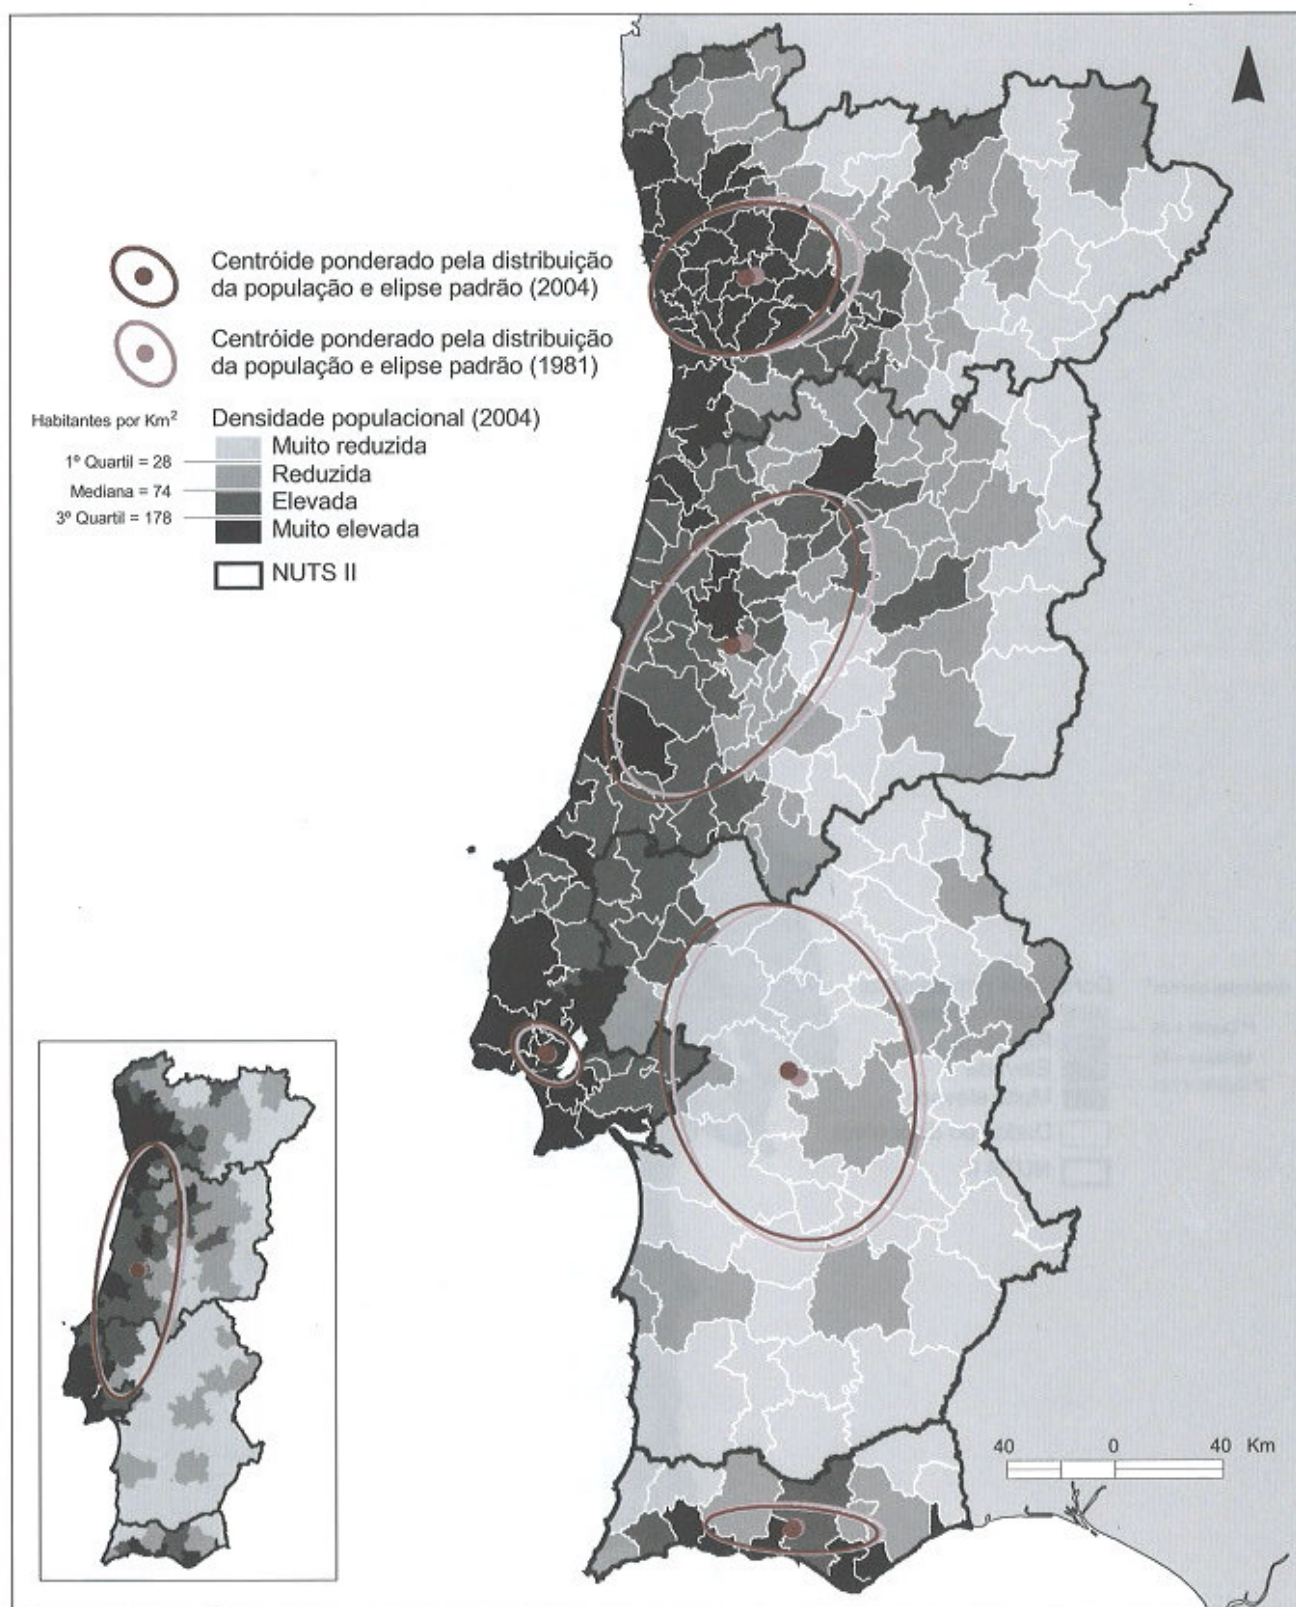 Centróide ponderado pela distribuição
da população e elipse padrão (2004)
Centróide ponderado pela distribuição
da população e elipse padrão (1981)
Habitantes por Km²
Densidade populacional (2004)
Muito reduzida
1º Quartil = 28
Reduzida
Mediana = 74
Elevada
3º Quartil = 178
Muito elevada
NUTS II
40 0 40 Km